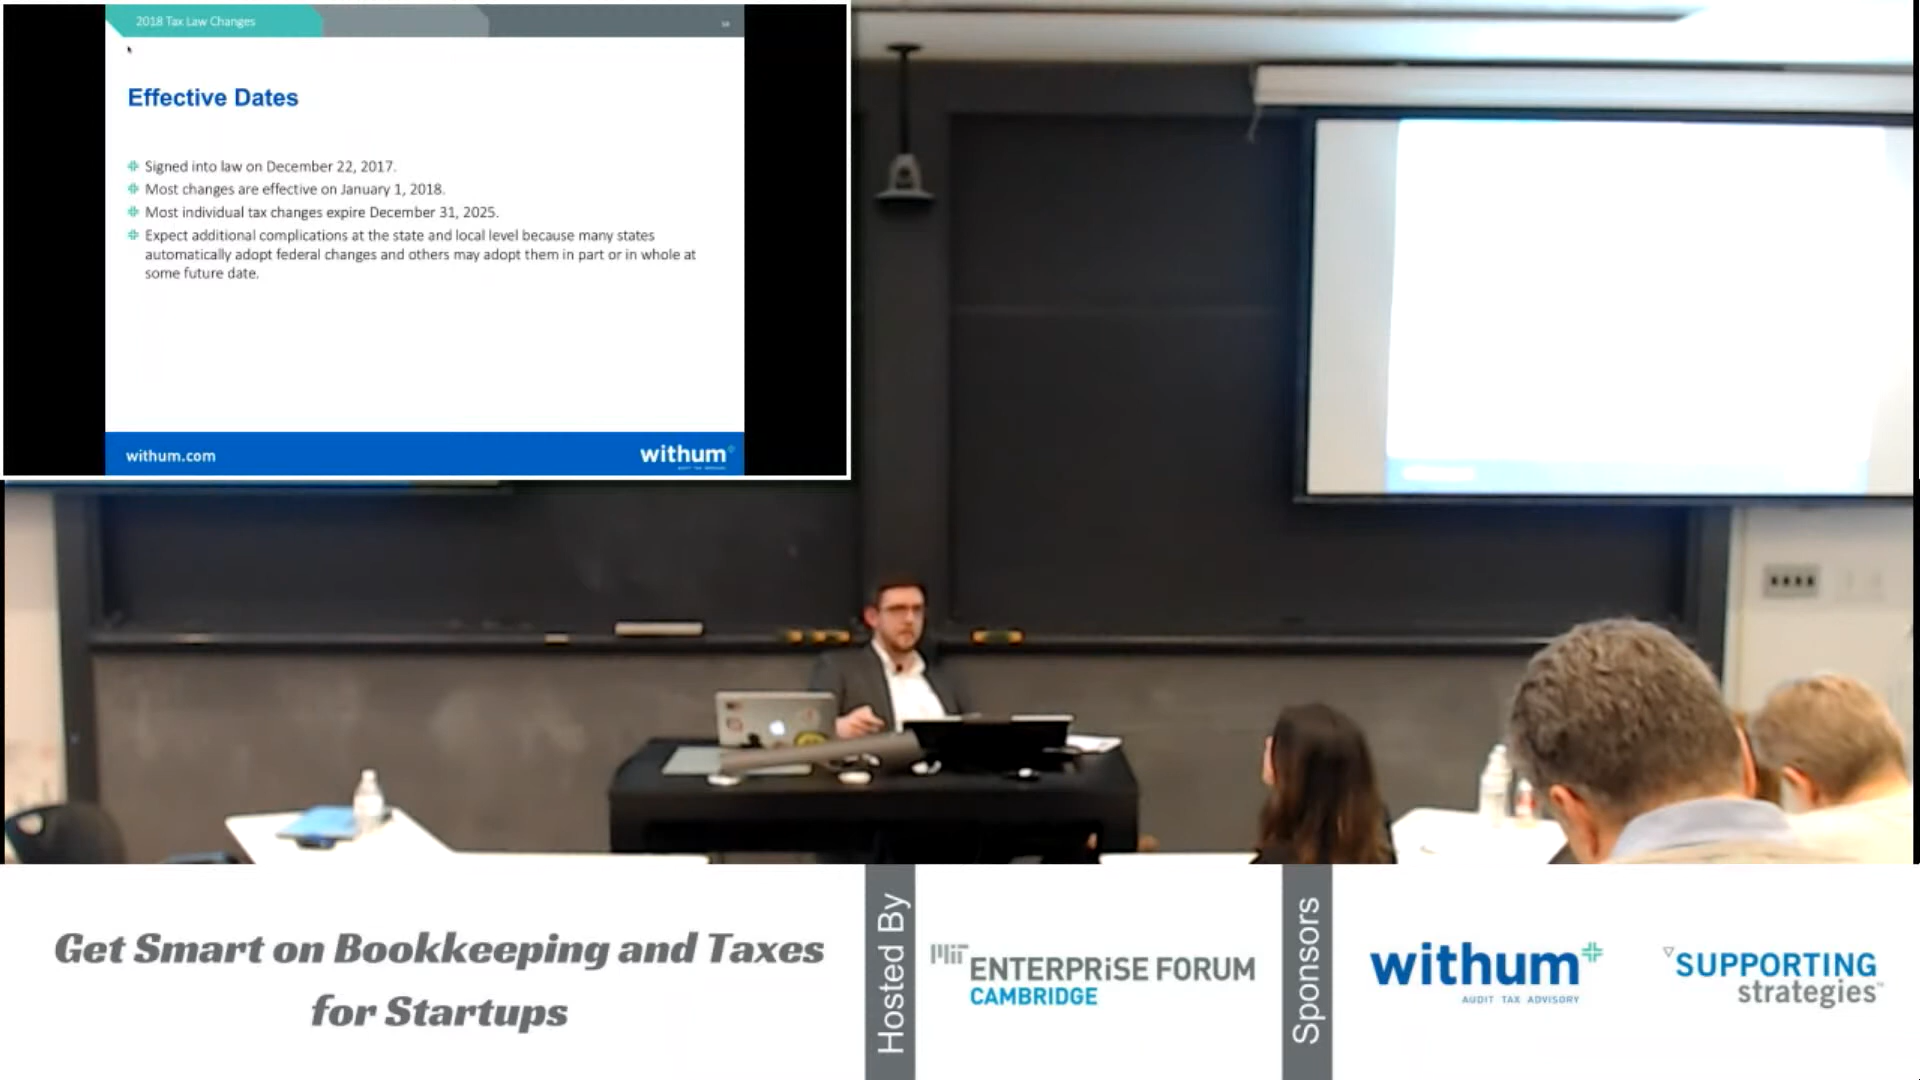 2018 Tax Law Changes
Effective Dates
Signed into law on December 22, 2017.
Most changes are effective on January 1, 2018.
Most individual tax changes expire December 31, 2025.
Expect additional complications at the state and local level because many states
automatically adopt federal changes and others may adopt them in part or in whole at
some future date.
withum.com
withum
Get Smart on Bookkeeping and Taxes
for Startups
Hosted By
MiT
ENTERPRiSE FORUM
CAMBRIDGE
Sponsors
withum
AUDIT TAX ADVISORY
SUPPORTING
strategies™